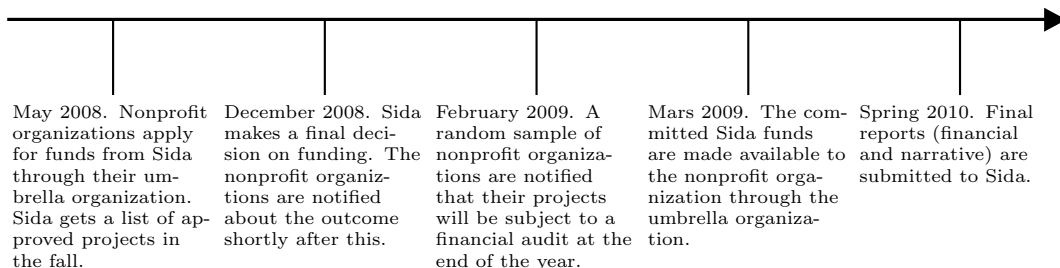 May 2008. Nonprofit
organizations apply
for funds from Sida
through their um-
brella organization.
Sida gets a list of ap-
proved projects in
the fall.
December 2008. Sida
makes a final deci-
sion on funding. The
nonprofit organiz-
tions are notified
about the outcome
shortly after this.
February 2009. A
random sample of
nonprofit organiza-
tions are notified
that their projects
will be subject to a
financial audit at the
end of the year.
Mars 2009. The com-
mitted Sida funds
are made available to
the nonprofit orga-
nization through the
umbrella organiza-
tion.
Spring 2010. Final
reports (financial
and narrative) are
submitted to Sida.